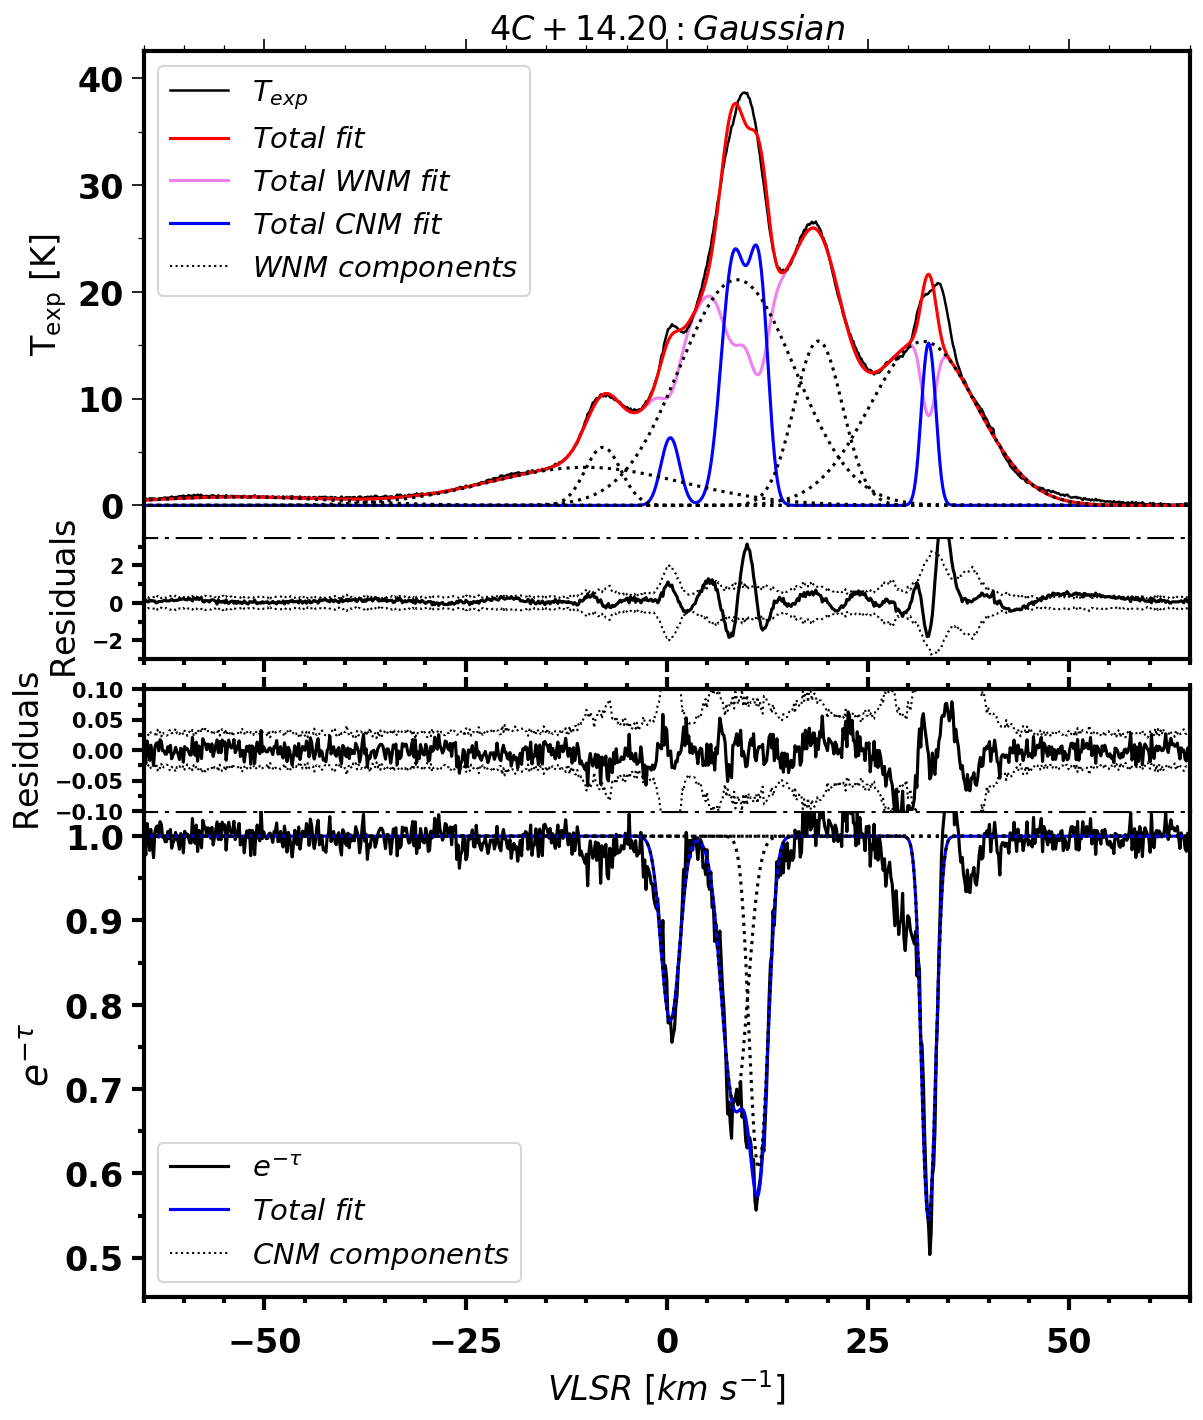 4C + 14.20 : Gaussian
T_exp
Total fit
Total WNM fit
Total CNM fit
WNM components
T_exp [K]
40
30
20
10
0
Residuals
2
0
−2
Residuals
0.10
0.05
0.00
−0.05
−0.10
1.0
0.9
0.8
0.7
0.6
0.5
e^{−τ}
e^{−τ}
Total fit
CNM components
−50 −25 0 25 50
VLSR [km s^{−1}]